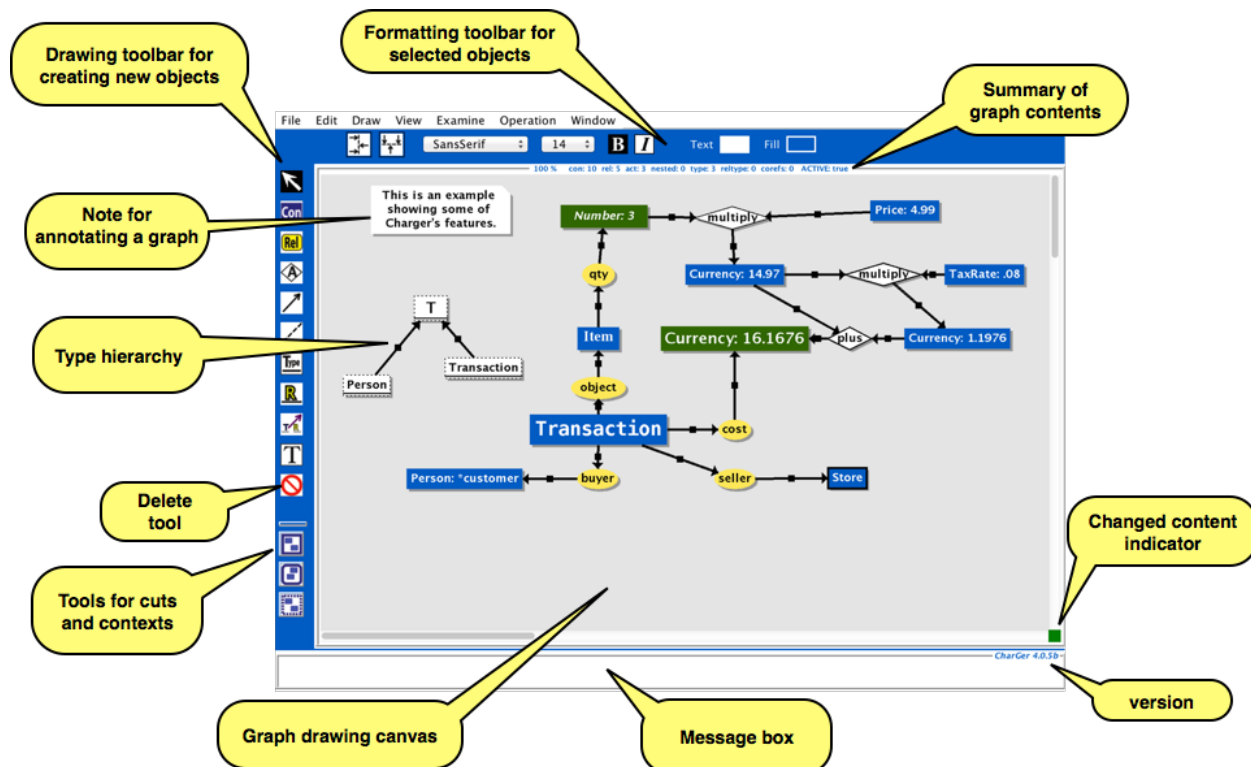 Drawing toolbar for
creating new objects
Formatting toolbar for
selected objects
Summary of
graph contents
File Edit Draw View Examine Operation Window
SansSerif 14 B I Text Fill
100 % con: 10 rel: 5 act: 3 nested: 0 type: 3 reltype: 0 corefs: 0 ACTIVE: true
Note for
annotating a graph
This is an example
showing some of
Charger's features.
Con
Rel
A
Type
R
T R
T
Number: 3
multiply
Price: 4.99
qty
Currency: 14.97
multiply
TaxRate: .08
Type hierarchy
T
Person
Transaction
Item
Currency: 16.1676
plus
Currency: 1.1976
object
Transaction
cost
Person: *customer
buyer
seller
Store
Delete
tool
Changed content
indicator
Tools for cuts
and contexts
CharGer 4.0.5b
version
Graph drawing canvas
Message box